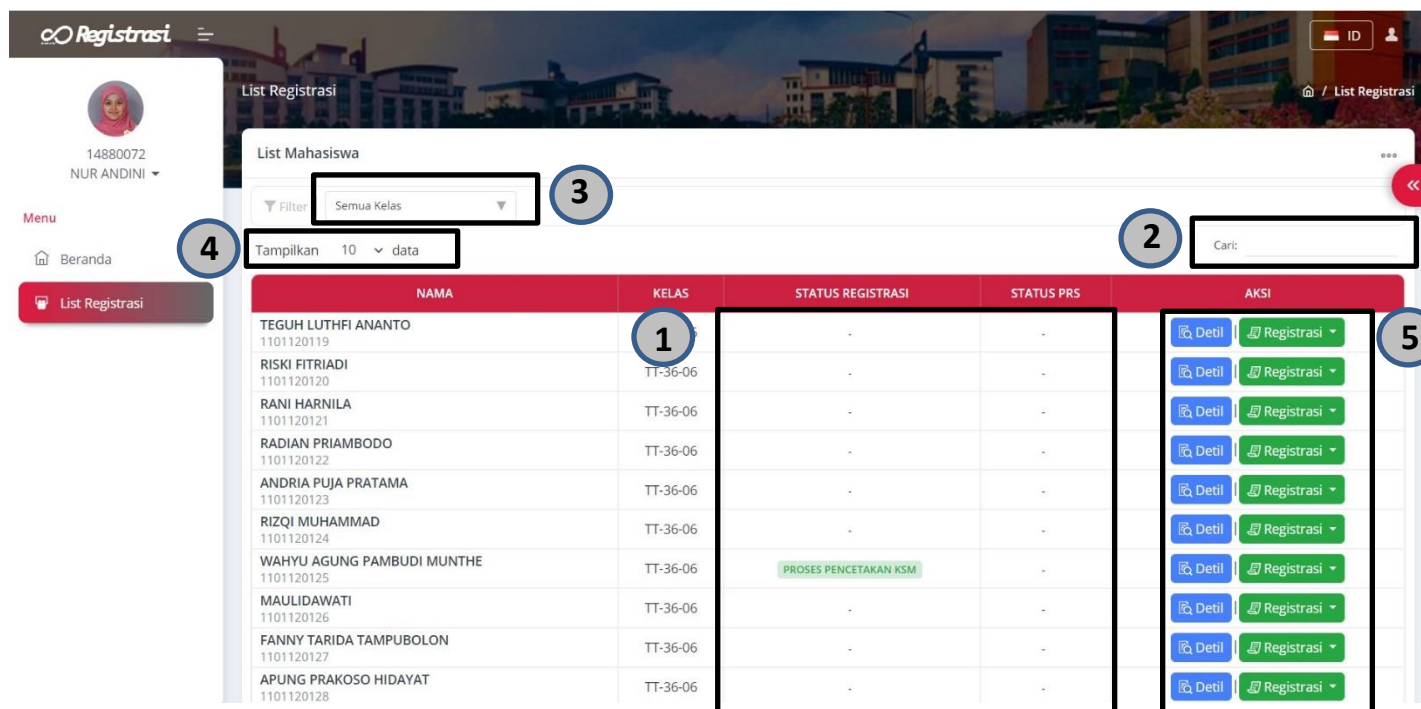 Registrasi
ID
List Registrasi
/ List Registrasi
14880072
NUR ANDINI
Menu
Beranda
List Registrasi
List Mahasiswa
Filter
Semua Kelas
3
4
Tampilkan 10 data
2
Cari:
NAMA KELAS STATUS REGISTRASI STATUS PRS AKSI
1
5
TEGUH LUTHFI ANANTO
1101120119
- - Detil | Registrasi
RISKI FITRIADI
1101120120
TT-36-06 - - Detil | Registrasi
RANI HARNILA
1101120121
TT-36-06 - - Detil | Registrasi
RADIAN PRIAMBODO
1101120122
TT-36-06 - - Detil | Registrasi
ANDRIA PUJA PRATAMA
1101120123
TT-36-06 - - Detil | Registrasi
RIZQI MUHAMMAD
1101120124
TT-36-06 - - Detil | Registrasi
WAHYU AGUNG PAMBUDI MUNTHE
1101120125
TT-36-06 PROSES PENCETAKAN KSM - Detil | Registrasi
MAULIDAWATI
1101120126
TT-36-06 - - Detil | Registrasi
FANNY TARIDA TAMPUBOLON
1101120127
TT-36-06 - - Detil | Registrasi
APUNG PRAKOSO HIDAYAT
1101120128
TT-36-06 - - Detil | Registrasi